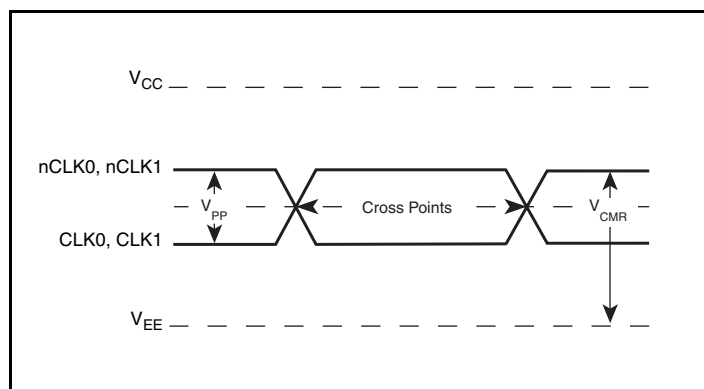 VCC
nCLK0, nCLK1
VPP
Cross Points
VCMR
CLK0, CLK1
VEE